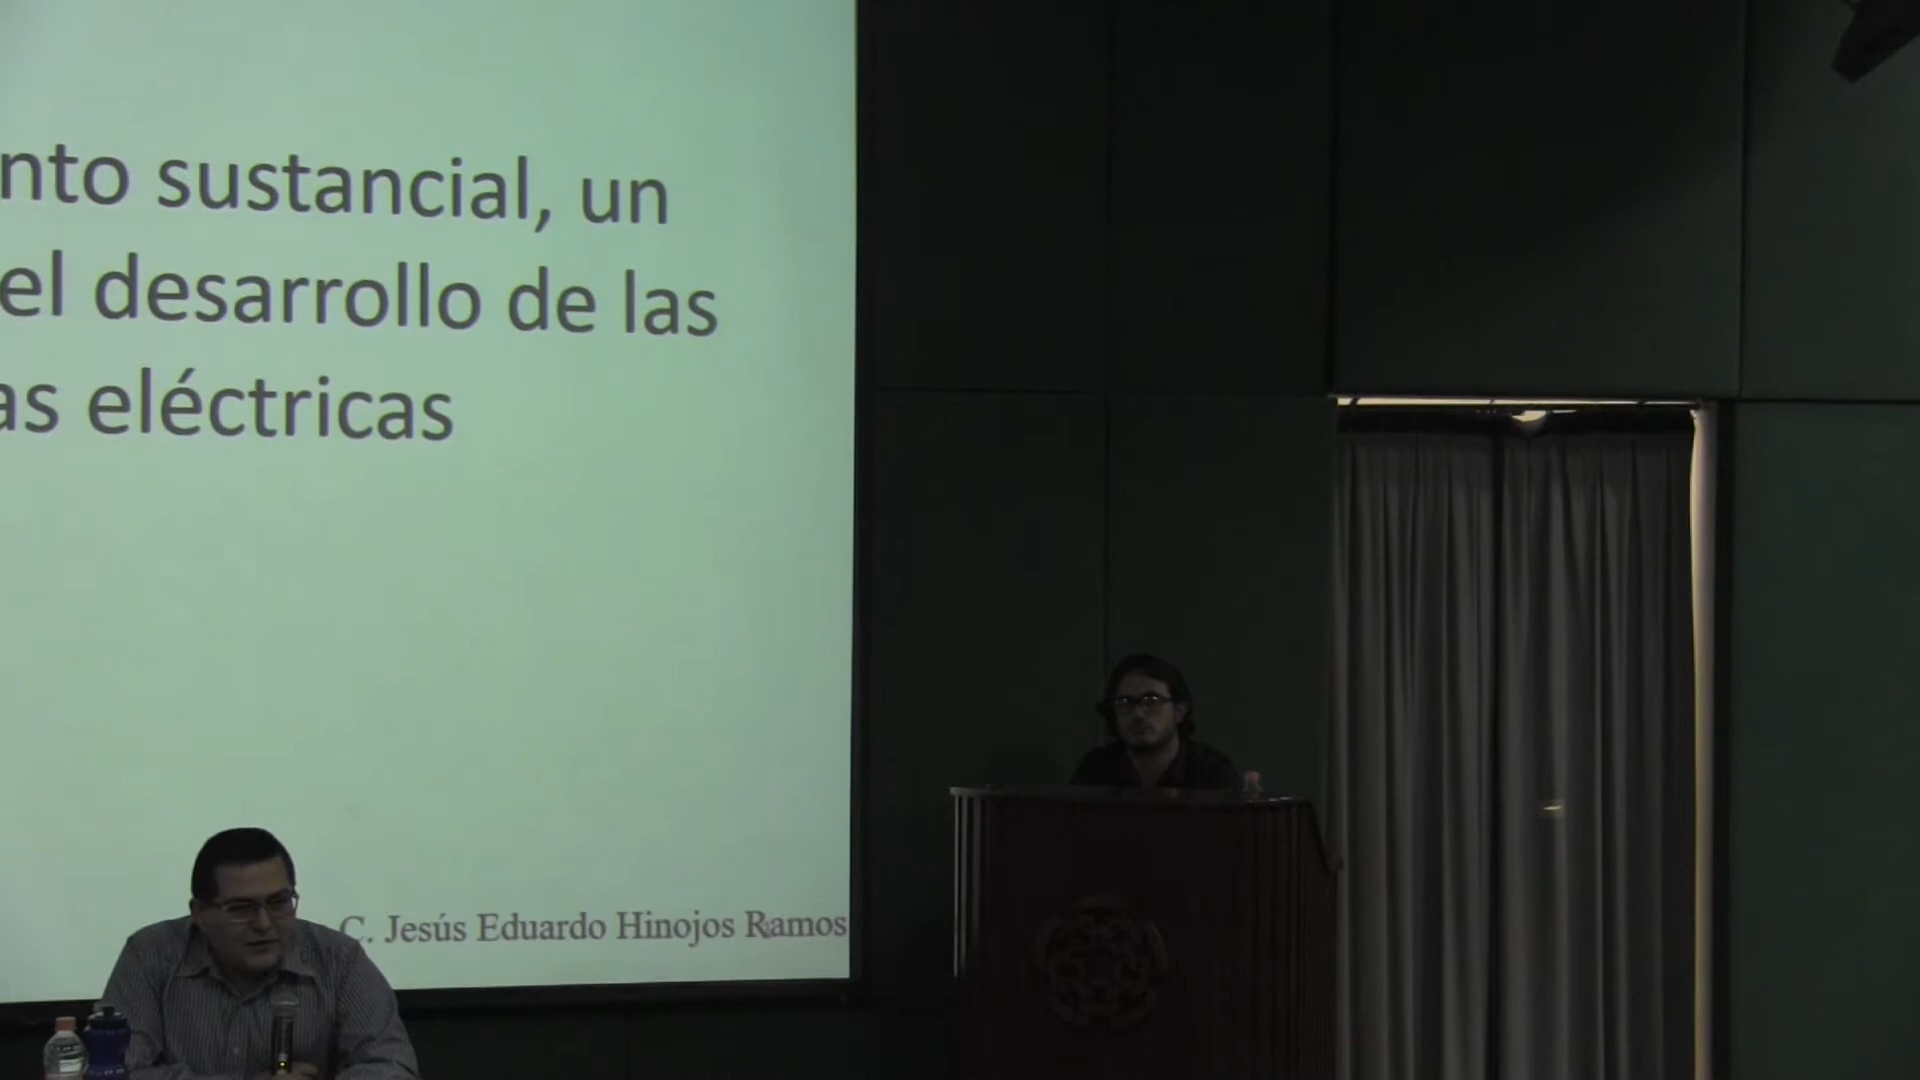 nto sustancial, un
el desarrollo de las
as eléctricas
C. Jesús Eduardo Hinojos Ramos